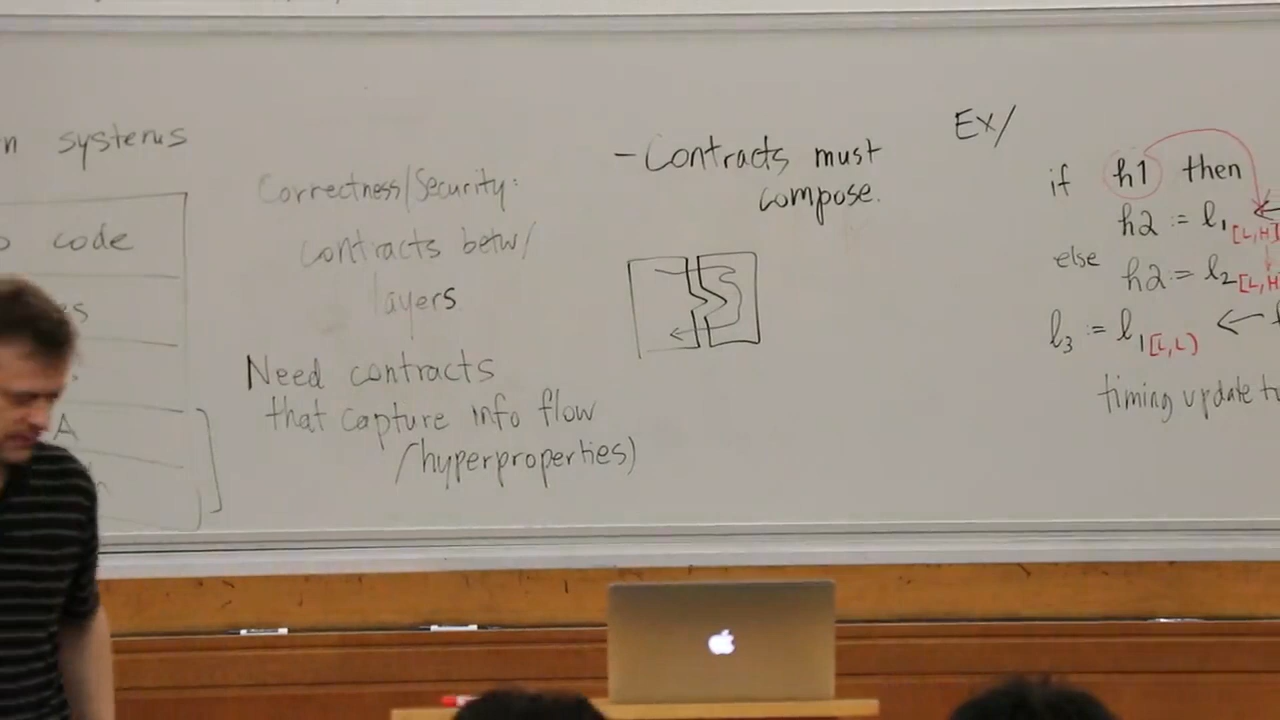 systems
code
A
Correctness/Security:
contracts betw/
layers
Need contracts
that capture info flow
/hyperproperties)
- Contracts must
compose.
Ex/
if h1 then
h2 := l1 [L,H]
else h2 := l2 [L,H
l3 := l1 [L,L) ←
timing update